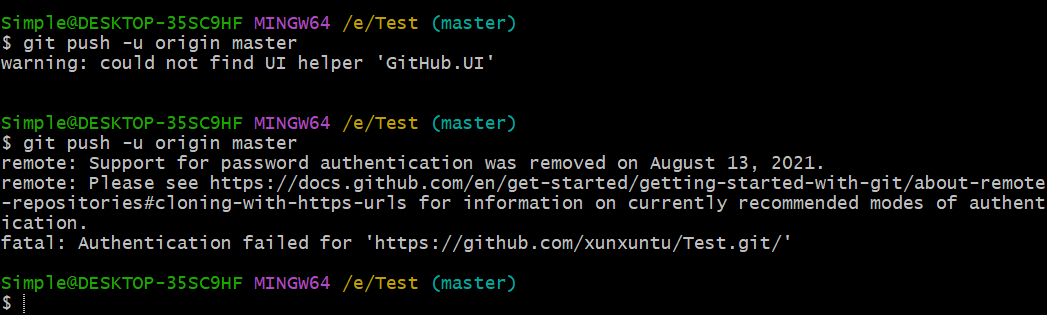 Simple@DESKTOP-35SC9HF MINGW64 /e/Test (master)
$ git push -u origin master
warning: could not find UI helper 'GitHub.UI'
Simple@DESKTOP-35SC9HF MINGW64 /e/Test (master)
$ git push -u origin master
remote: Support for password authentication was removed on August 13, 2021.
remote: Please see https://docs.github.com/en/get-started/getting-started-with-git/about-remote
-repositories#cloning-with-https-urls for information on currently recommended modes of authent
ication.
fatal: Authentication failed for 'https://github.com/xunxuntu/Test.git/'
Simple@DESKTOP-35SC9HF MINGW64 /e/Test (master)
$